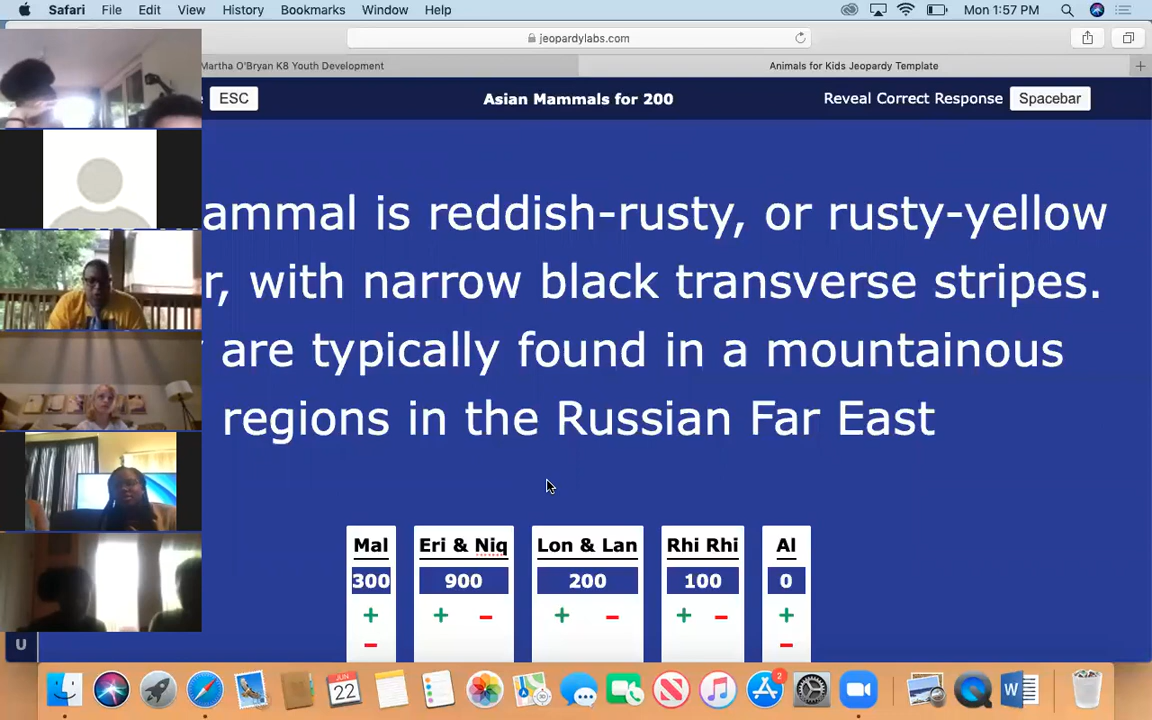 Safari File Edit View History Bookmarks Window Help Mon 1:57 PM
jeopardylabs.com
Martha O'Bryan K8 Youth Development Animals for Kids Jeopardy Template
ESC Asian Mammals for 200 Reveal Correct Response Spacebar
ammal is reddish-rusty, or rusty-yellow
r, with narrow black transverse stripes.
are typically found in a mountainous
regions in the Russian Far East
Mal Eri & Niq Lon & Lan Rhi Rhi Al
300 900 200 100 0
+ + - + - + - +
- -
U
JUN
22
2
W